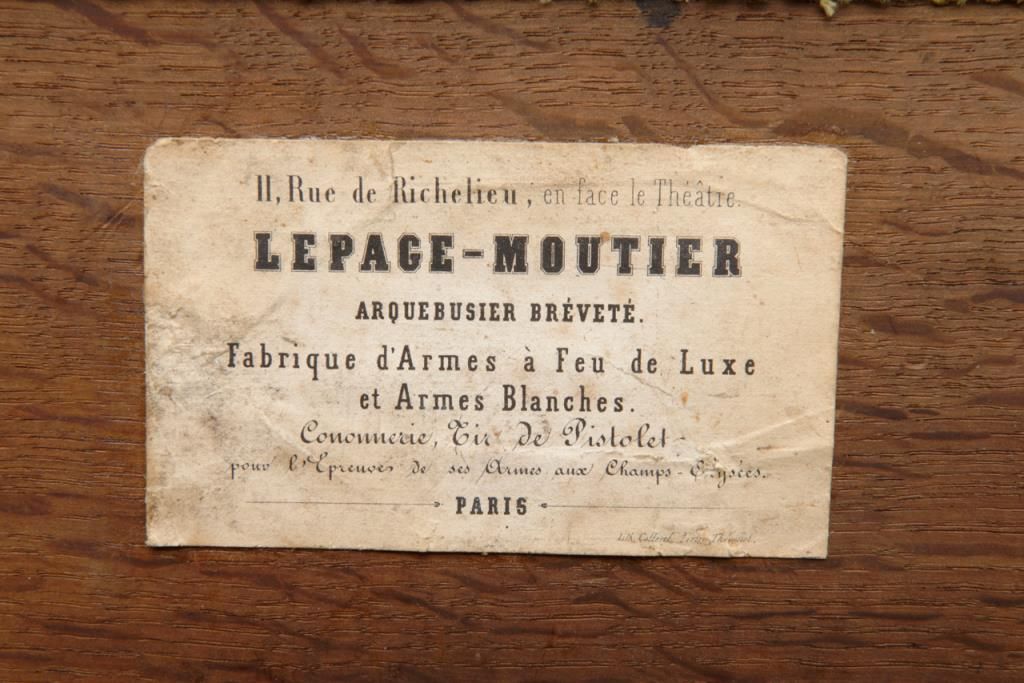 11, Rue de Richelieu, en face le Théâtre.
LEPAGE-MOUTIER
ARQUEBUSIER BRÉVETÉ.
Fabrique d'Armes à Feu de Luxe
et Armes Blanches.
Canonnerie, Tir de Pistolet
pour l'Epreuve de ses Armes aux Champs-Elysées.
PARIS
Lith.